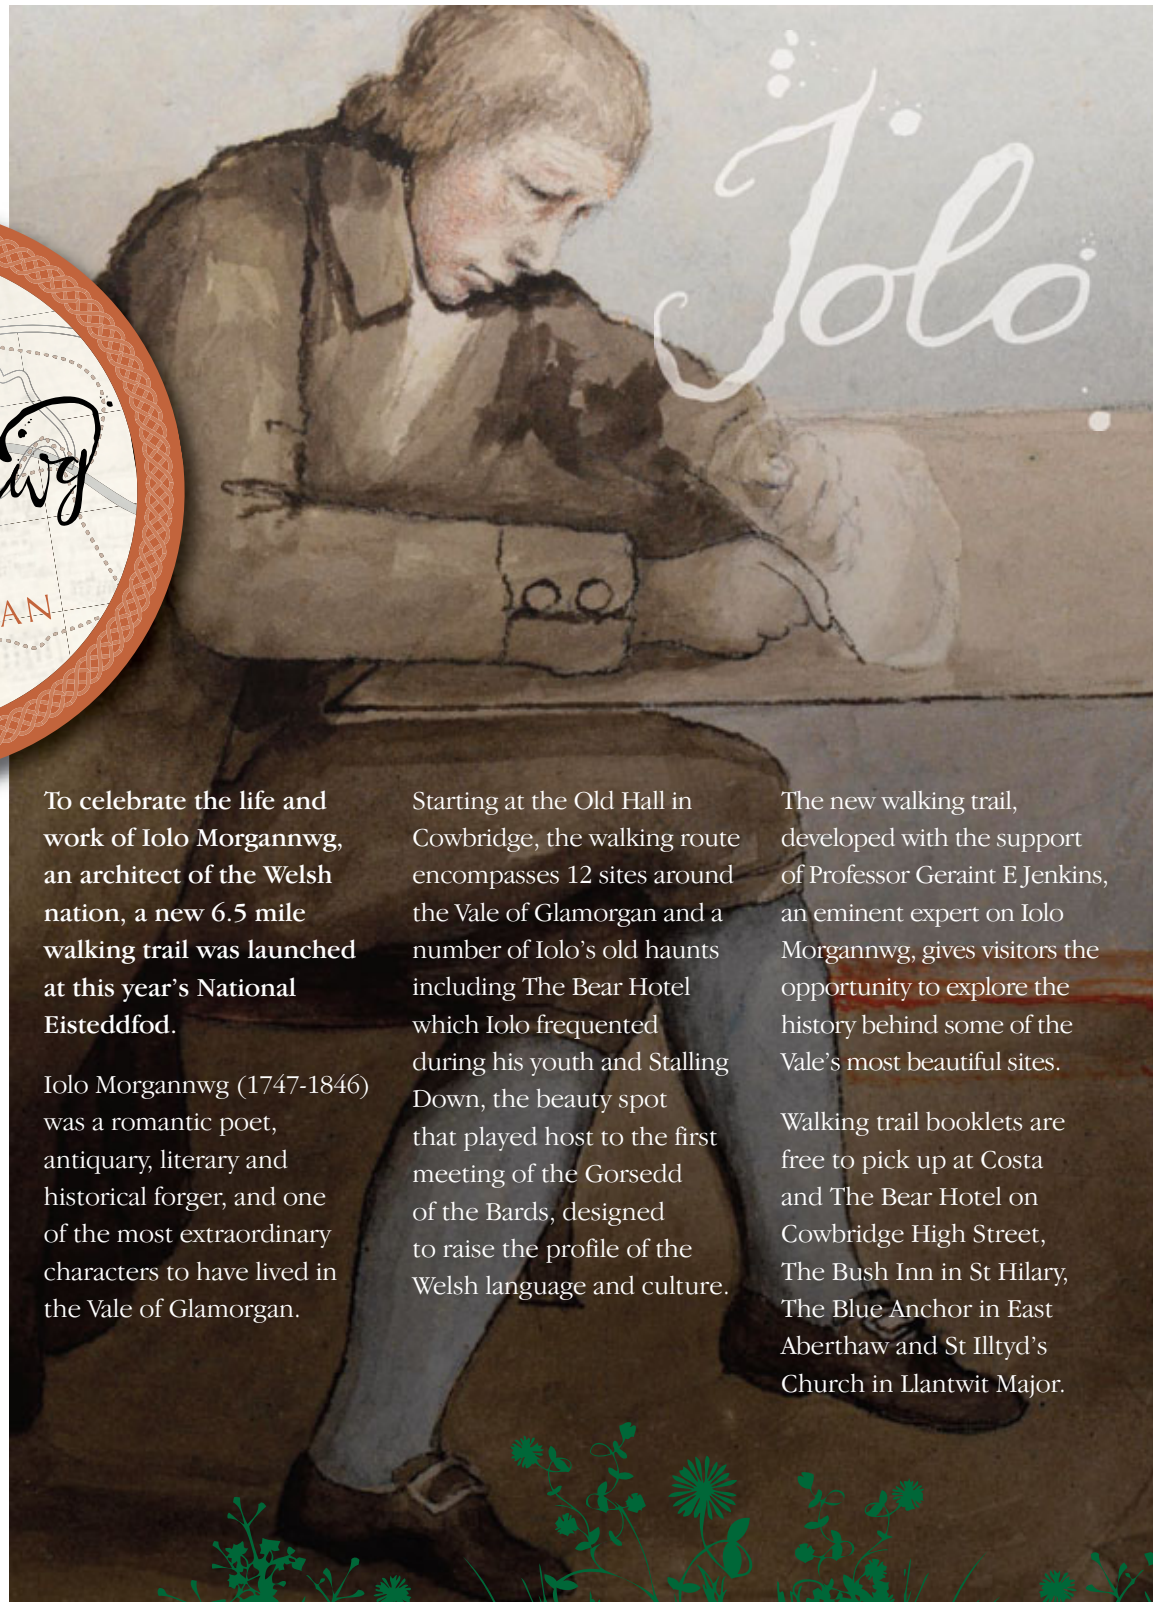 Iolo
wg
AN
To celebrate the life and
work of Iolo Morgannwg,
an architect of the Welsh
nation, a new 6.5 mile
walking trail was launched
at this year's National
Eisteddfod.
Iolo Morgannwg (1747-1846)
was a romantic poet,
antiquary, literary and
historical forger, and one
of the most extraordinary
characters to have lived in
the Vale of Glamorgan.
Starting at the Old Hall in
Cowbridge, the walking route
encompasses 12 sites around
the Vale of Glamorgan and a
number of Iolo's old haunts
including The Bear Hotel
which Iolo frequented
during his youth and Stalling
Down, the beauty spot
that played host to the first
meeting of the Gorsedd
of the Bards, designed
to raise the profile of the
Welsh language and culture.
The new walking trail,
developed with the support
of Professor Geraint E Jenkins,
an eminent expert on Iolo
Morgannwg, gives visitors the
opportunity to explore the
history behind some of the
Vale's most beautiful sites.
Walking trail booklets are
free to pick up at Costa
and The Bear Hotel on
Cowbridge High Street,
The Bush Inn in St Hilary,
The Blue Anchor in East
Aberthaw and St Illtyd's
Church in Llantwit Major.